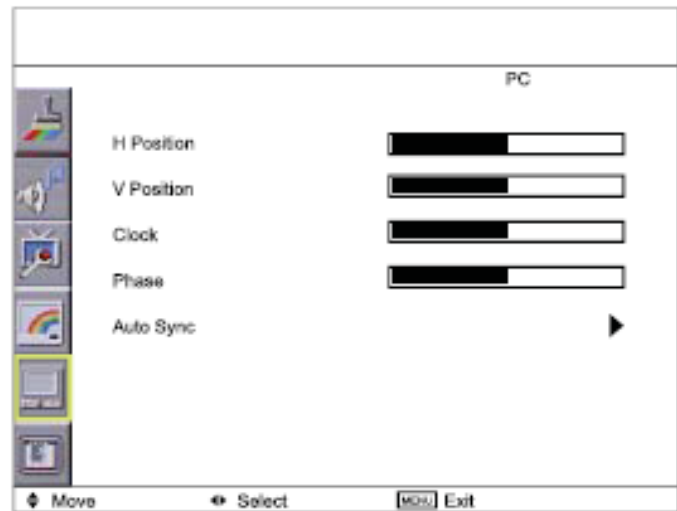 PC
H Position
V Position
Clock
Phase
Auto Sync
Move Select MENU Exit